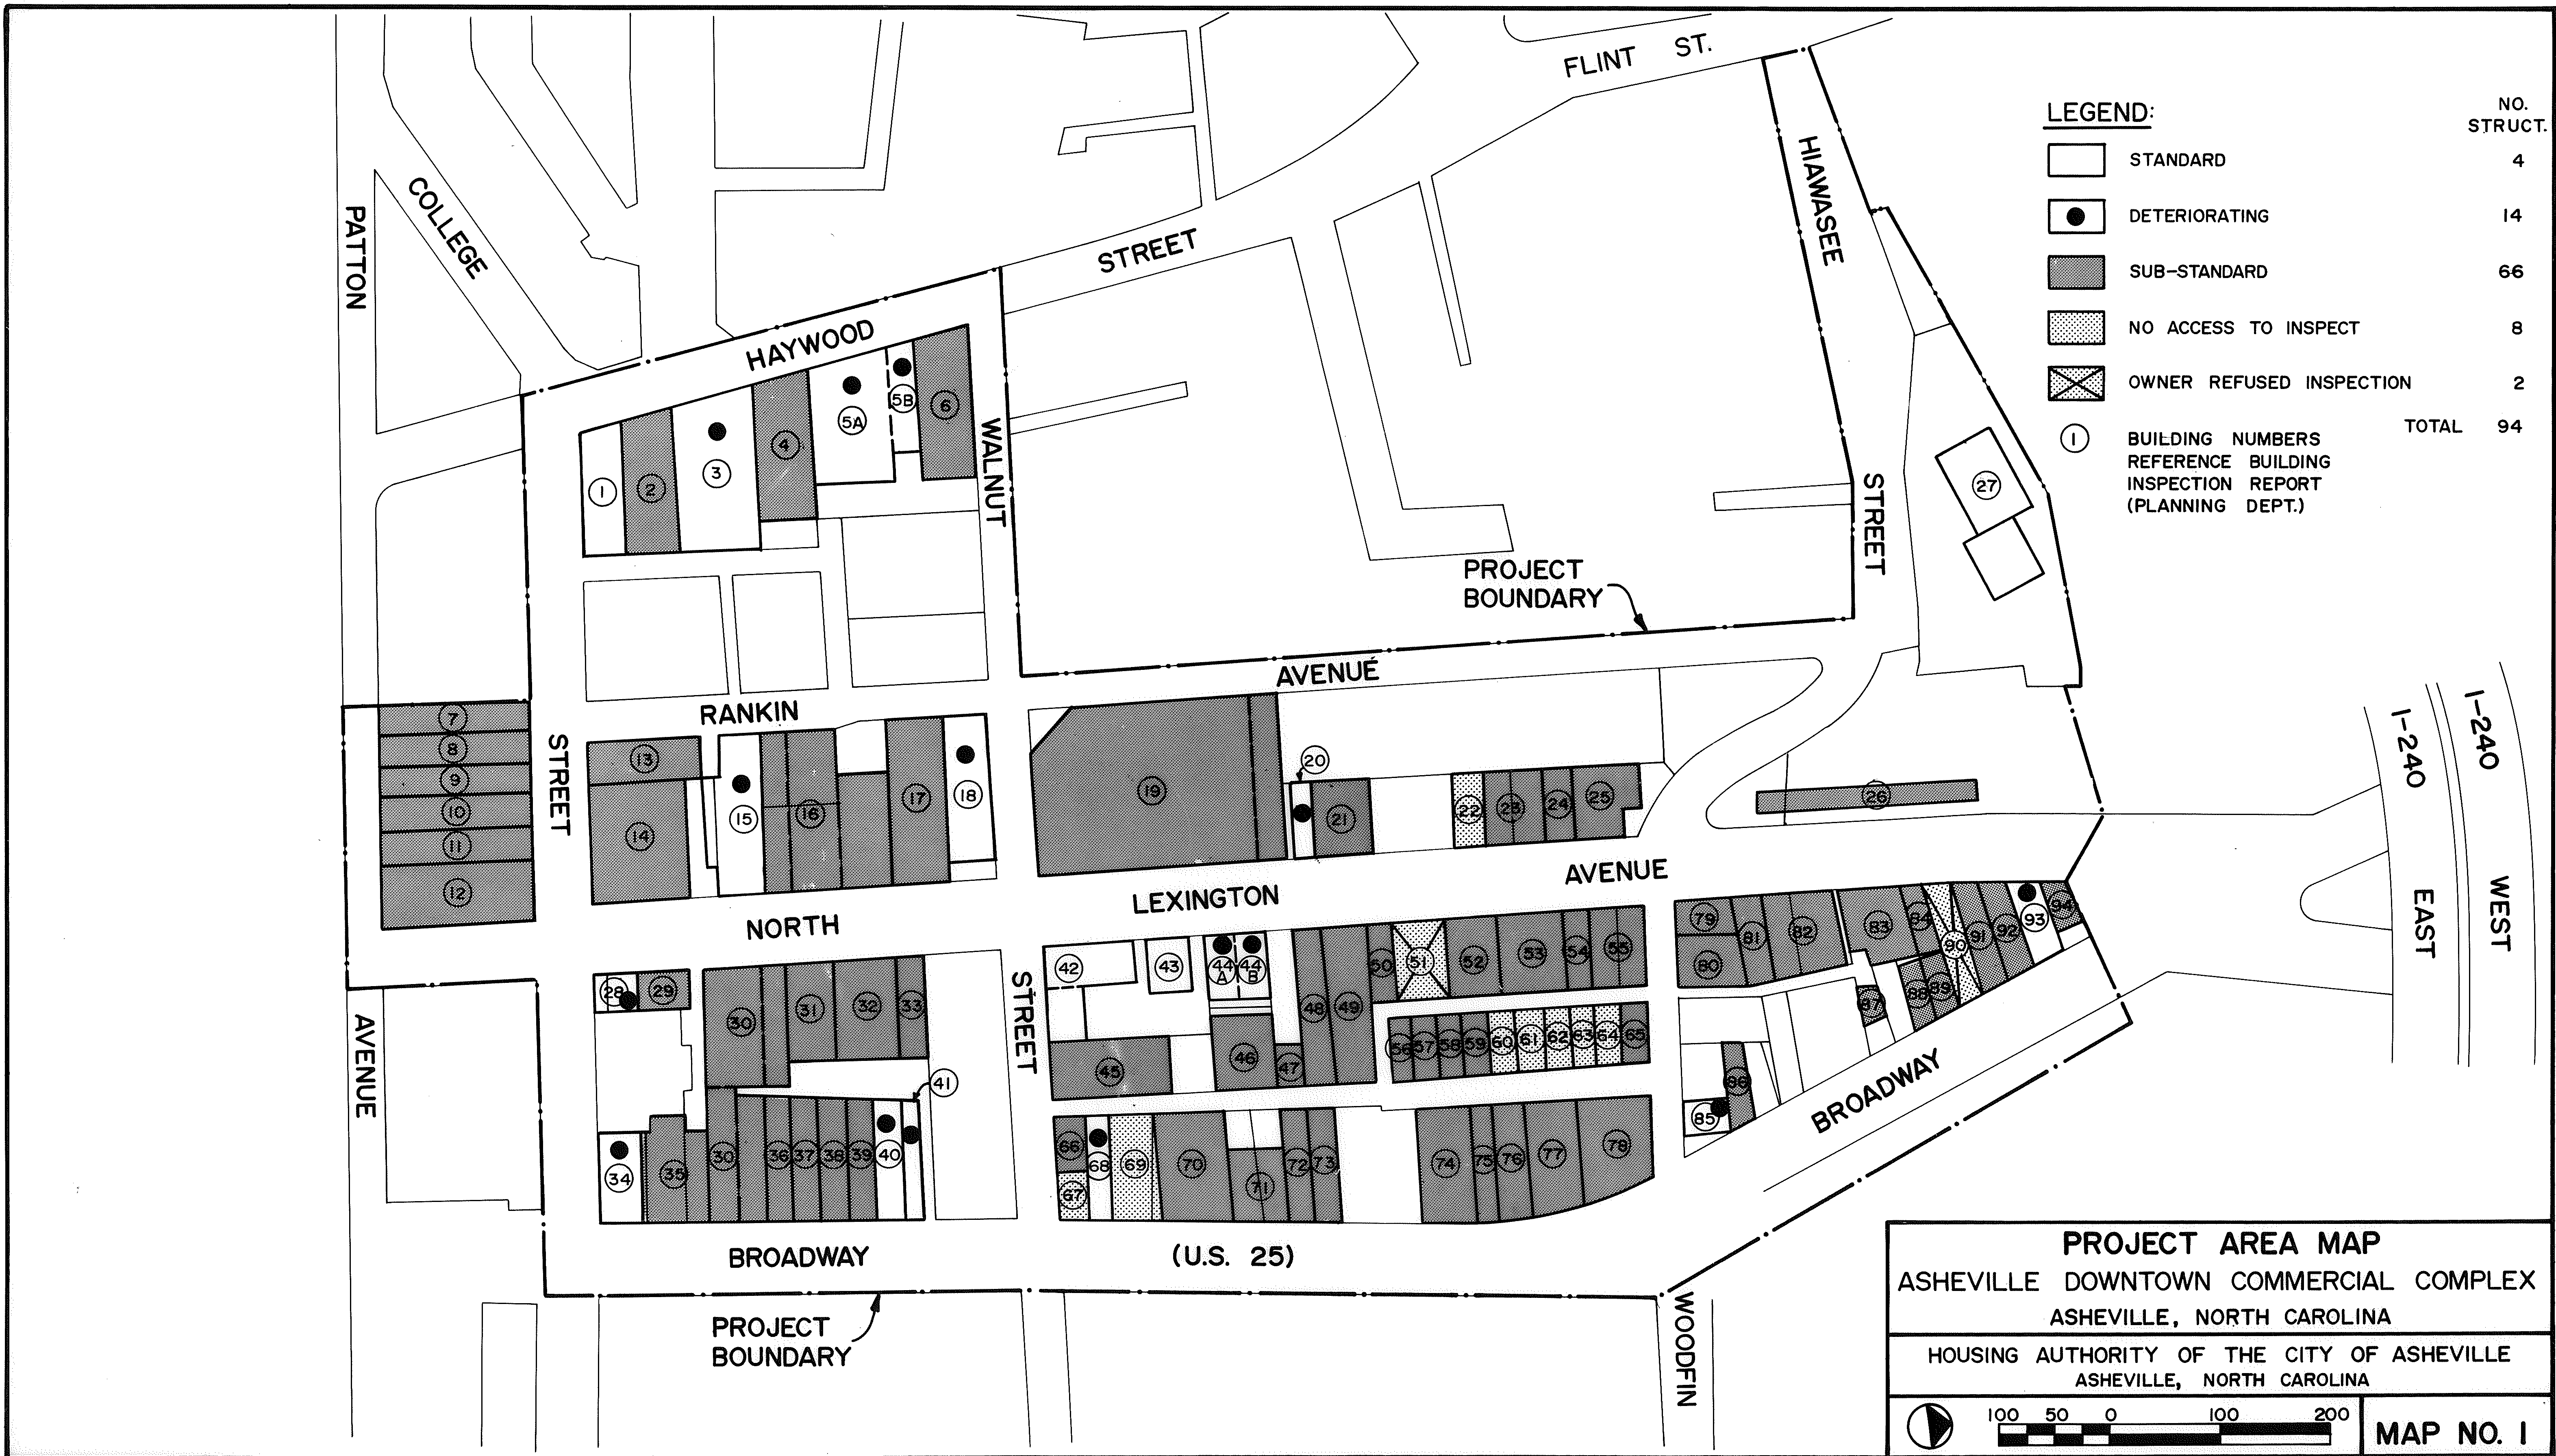 FLINT ST.
HIAWASEE
STREET
PATTON
AVENUE
COLLEGE
STREET
HAYWOOD
STREET
WALNUT
STREET
RANKIN
AVENUE
NORTH
LEXINGTON
AVENUE
BROADWAY
(U.S. 25)
BROADWAY
WOODFIN
I-240
EAST
I-240
WEST
PROJECT
BOUNDARY
PROJECT
BOUNDARY
1
2
3
4
5A
5B
6
7
8
9
10
11
12
13
14
15
16
17
18
19
20
21
22
23
24
25
26
27
28
29
30
31
32
33
34
35
30
36
37
38
39
40
41
42
43
44
A
44
B
45
46
47
48
49
50
51
52
53
54
55
56
57
58
59
60
61
62
63
64
65
66
67
68
69
70
71
72
73
74
75
76
77
78
79
80
81
82
83
84
85
86
87
88
89
90
91
92
93
94
LEGEND:
NO.
STRUCT.
STANDARD 4
DETERIORATING 14
SUB-STANDARD 66
NO ACCESS TO INSPECT 8
OWNER REFUSED INSPECTION 2
TOTAL 94
1 BUILDING NUMBERS
REFERENCE BUILDING
INSPECTION REPORT
(PLANNING DEPT.)
PROJECT AREA MAP
ASHEVILLE DOWNTOWN COMMERCIAL COMPLEX
ASHEVILLE, NORTH CAROLINA
HOUSING AUTHORITY OF THE CITY OF ASHEVILLE
ASHEVILLE, NORTH CAROLINA
100 50 0 100 200
MAP NO. 1